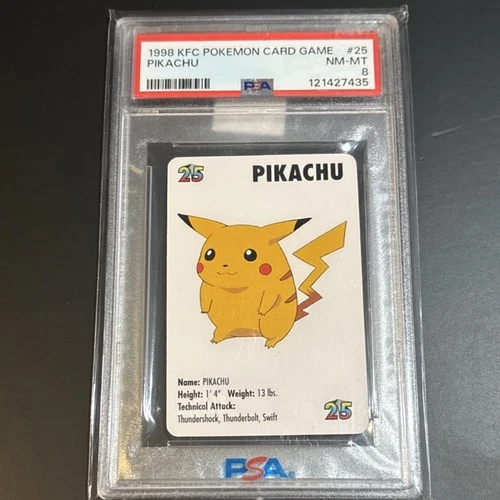 1998 KFC POKEMON CARD GAME #25
PIKACHU NM-MT
8
PSA 121427435
25 PIKACHU
Name: PIKACHU
Height: 1' 4" Weight: 13 lbs.
Technical Attack:
Thundershock, Thunderbolt, Swift
25
PSA